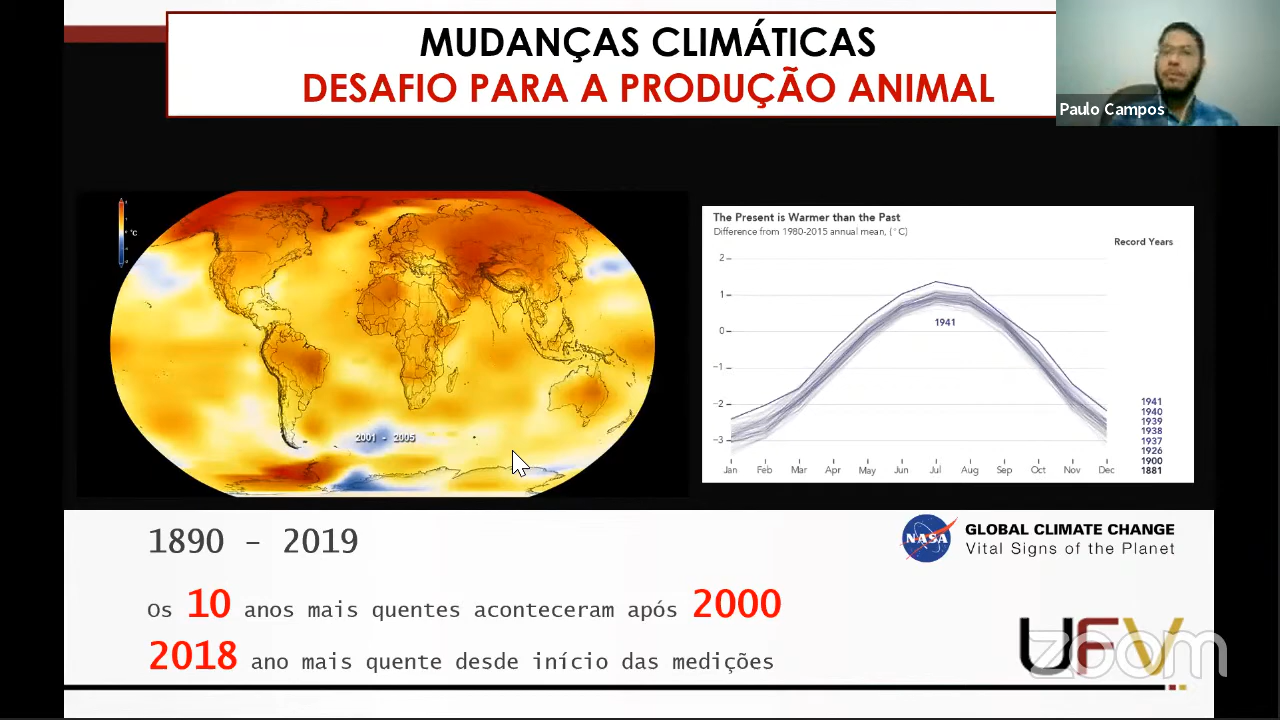 MUDANÇAS CLIMÁTICAS
DESAFIO PARA A PRODUÇÃO ANIMAL
Paulo Campos
°C
2001 - 2005
The Present is Warmer than the Past
Difference from 1980-2015 annual mean, (°C)
Record Years
2
1
0
-1
-2
-3
1941
Jan Feb Mar Apr May Jun Jul Aug Sep Oct Nov Dec
1941
1940
1939
1938
1937
1926
1900
1881
1890 - 2019
NASA
GLOBAL CLIMATE CHANGE
Vital Signs of the Planet
Os 10 anos mais quentes aconteceram após 2000
2018 ano mais quente desde início das medições
UFV
zoom